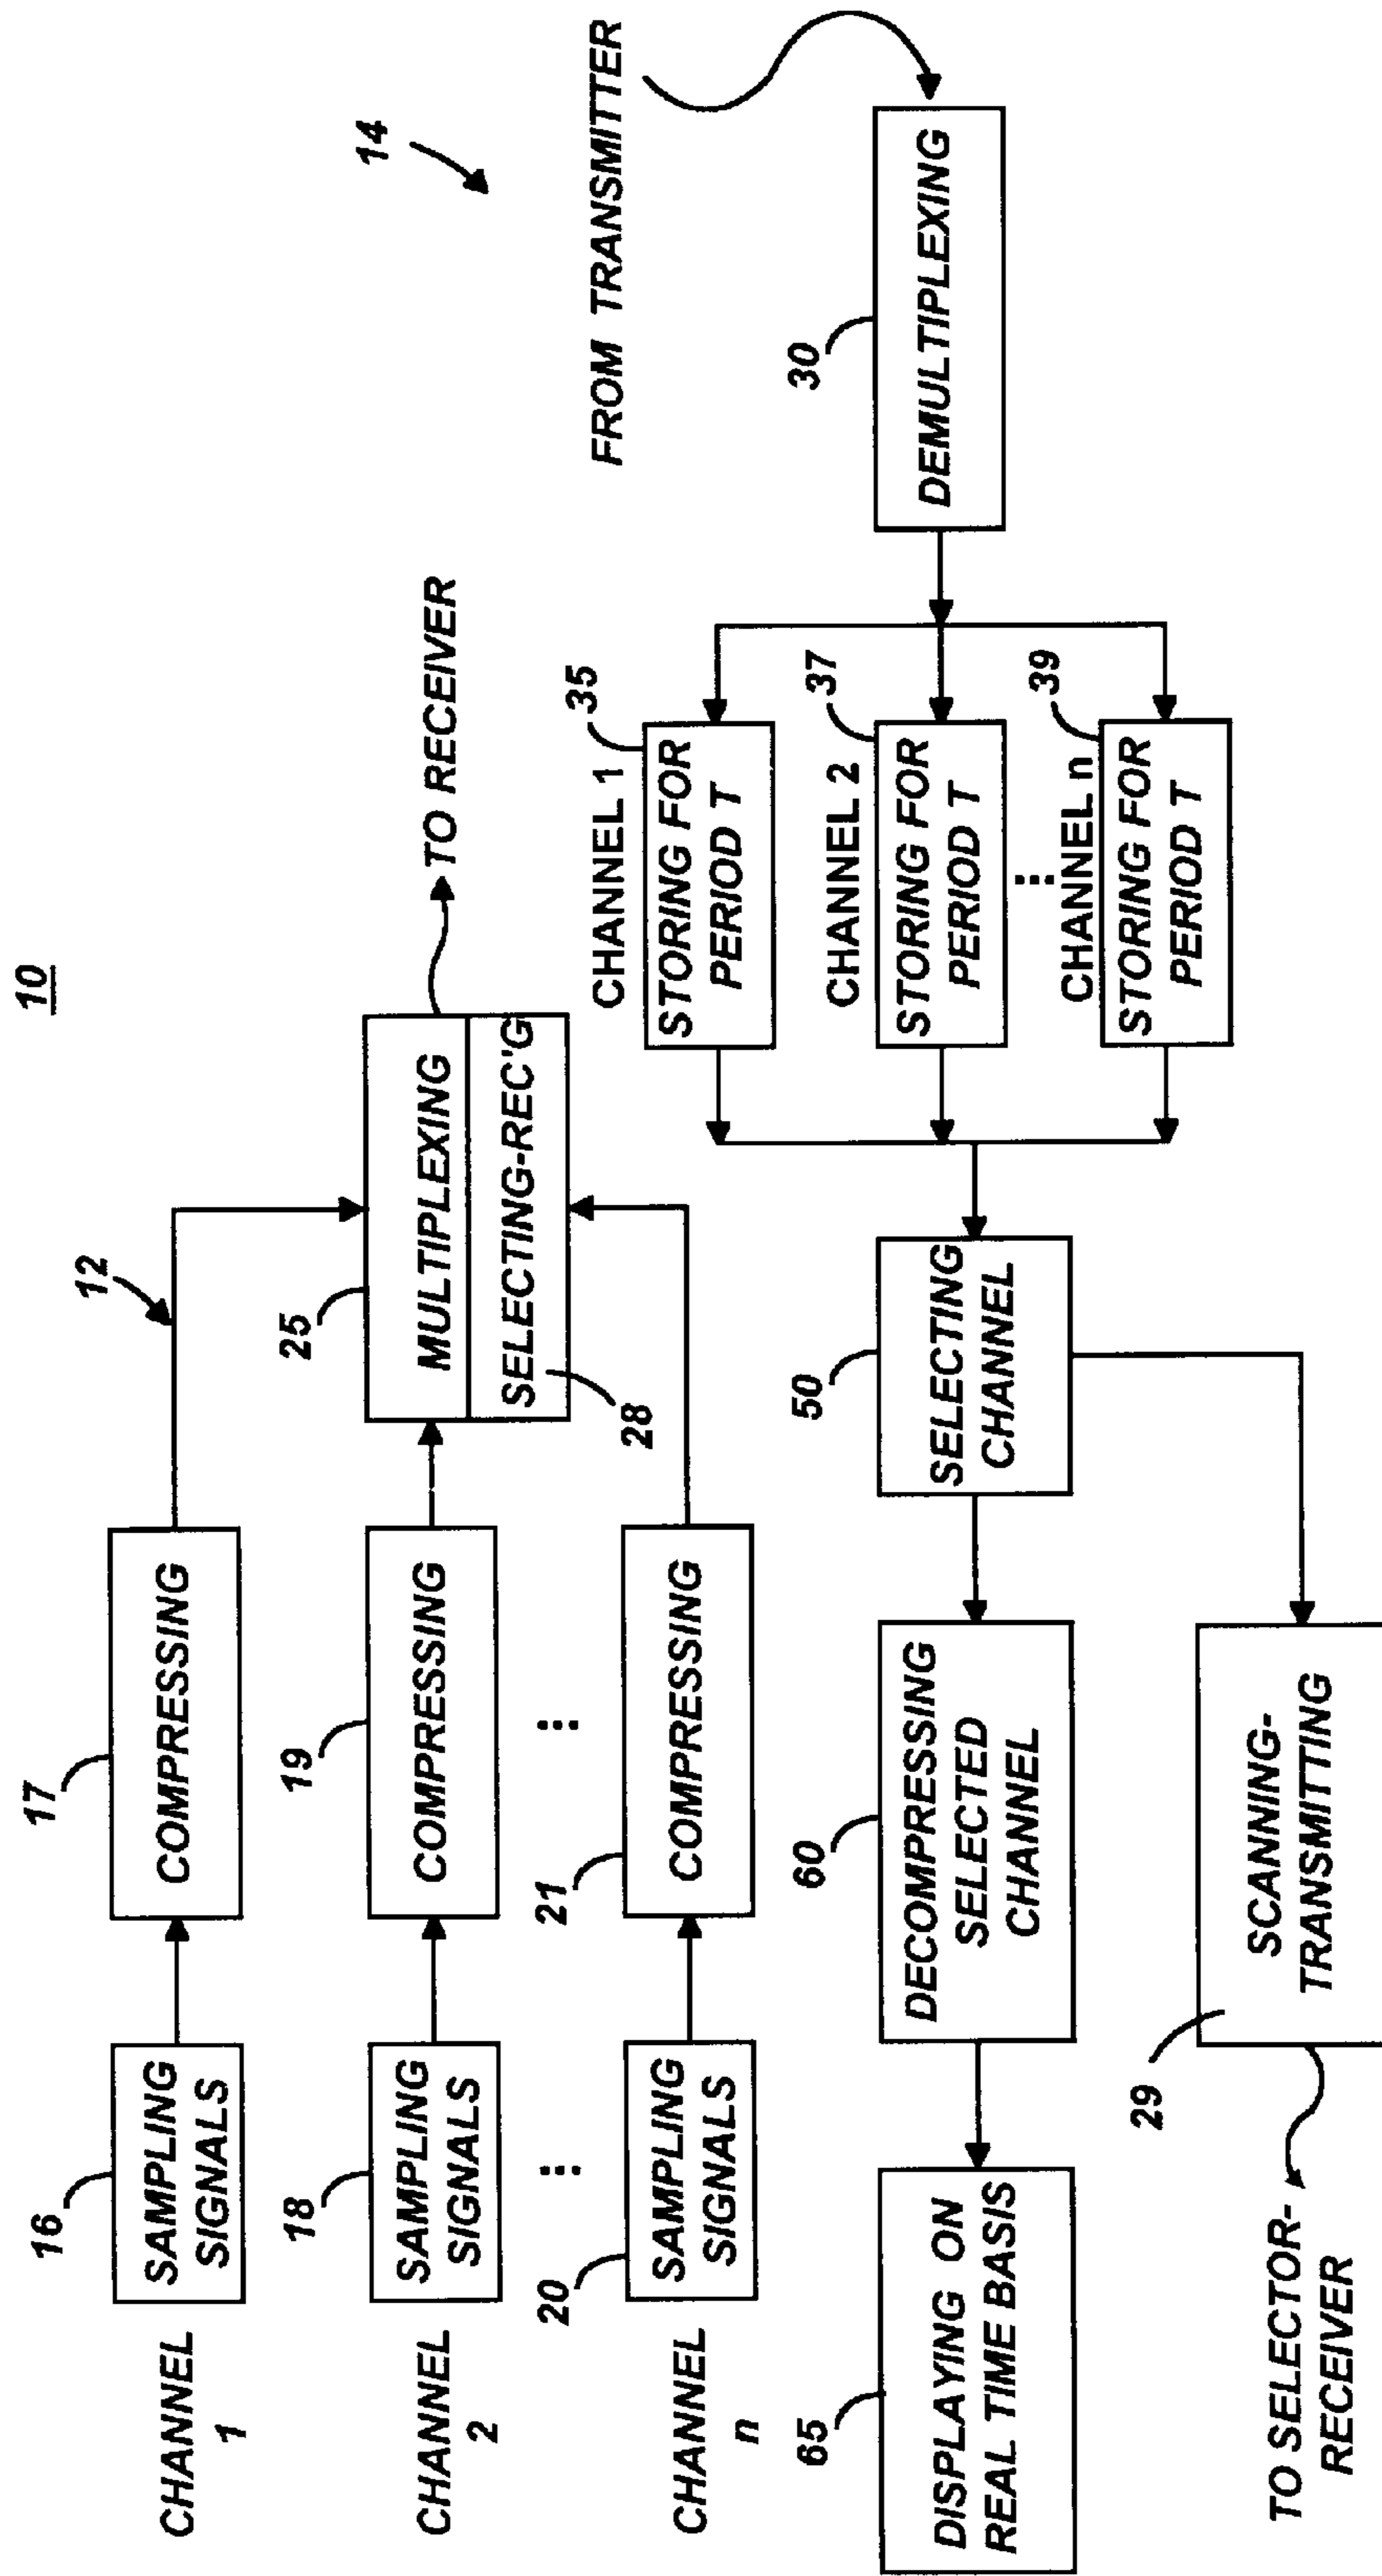 10
12
14
CHANNEL
1
16
SAMPLING
SIGNALS
17
COMPRESSING
CHANNEL
2
18
SAMPLING
SIGNALS
19
COMPRESSING
...
...
CHANNEL
n
20
SAMPLING
SIGNALS
21
COMPRESSING
25
MULTIPLEXING
SELECTING-REC'G
28
TO RECEIVER
FROM TRANSMITTER
30
DEMULTIPLEXING
CHANNEL 1
35
STORING FOR
PERIOD T
CHANNEL 2
37
STORING FOR
PERIOD T
...
CHANNEL n
39
STORING FOR
PERIOD T
50
SELECTING
CHANNEL
60
DECOMPRESSING
SELECTED
CHANNEL
65
DISPLAYING ON
REAL TIME BASIS
29
SCANNING-
TRANSMITTING
TO SELECTOR-
RECEIVER